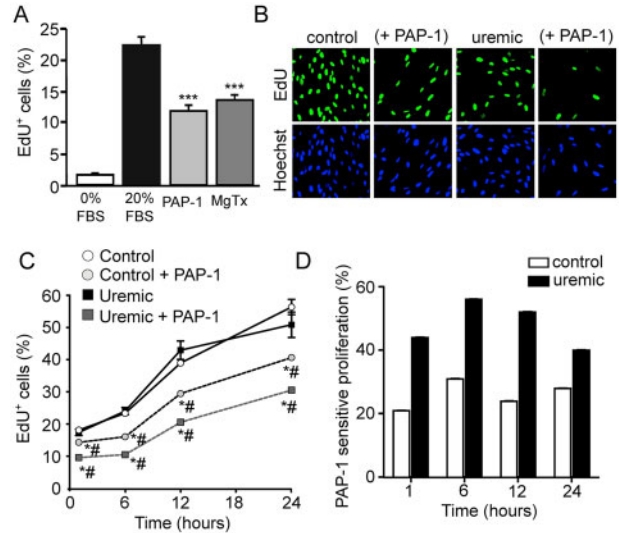 A
EdU⁺ cells (%)
30
25
20
15
10
5
0
***
***
0% FBS
20% FBS
PAP-1
MgTx
B
control
(+ PAP-1)
uremic
(+ PAP-1)
EdU
Hoechst
C
Control
Control + PAP-1
Uremic
Uremic + PAP-1
EdU⁺ cells (%)
60
50
40
30
20
10
0
*#
*#
*#
*#
*#
*#
*#
*#
0
6
12
18
24
Time (hours)
D
control
uremic
PAP-1 sensitive proliferation (%)
60
40
20
0
1
6
12
24
Time (hours)